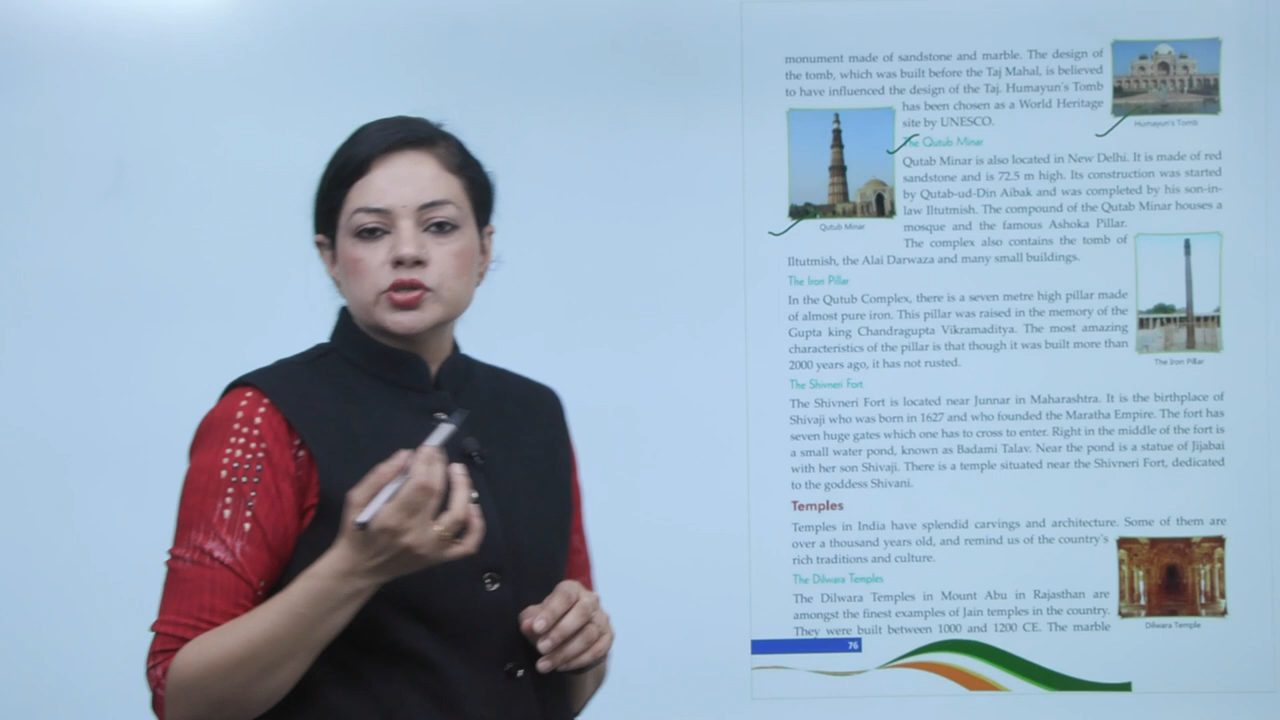 monument made of sandstone and marble. The design of
the tomb, which was built before the Taj Mahal, is believed
to have influenced the design of the Taj. Humayun's Tomb
has been chosen as a World Heritage
site by UNESCO.
Humayun's Tomb
The Qutub Minar
Qutab Minar is also located in New Delhi. It is made of red
sandstone and is 72.5 m high. Its construction was started
by Qutab-ud-Din Aibak and was completed by his son-in-
law Iltutmish. The compound of the Qutab Minar houses a
mosque and the famous Ashoka Pillar.
Qutub Minar
The complex also contains the tomb of
Iltutmish, the Alai Darwaza and many small buildings.
The Iron Pillar
In the Qutub Complex, there is a seven metre high pillar made
of almost pure iron. This pillar was raised in the memory of the
Gupta king Chandragupta Vikramaditya. The most amazing
characteristics of the pillar is that though it was built more than
2000 years ago, it has not rusted.
The Iron Pillar
The Shivneri Fort
The Shivneri Fort is located near Junnar in Maharashtra. It is the birthplace of
Shivaji who was born in 1627 and who founded the Maratha Empire. The fort has
seven huge gates which one has to cross to enter. Right in the middle of the fort is
a small water pond, known as Badami Talav. Near the pond is a statue of Jijabai
with her son Shivaji. There is a temple situated near the Shivneri Fort, dedicated
to the goddess Shivani.
Temples
Temples in India have splendid carvings and architecture. Some of them are
over a thousand years old, and remind us of the country's
rich traditions and culture.
The Dilwara Temples
The Dilwara Temples in Mount Abu in Rajasthan are
amongst the finest examples of Jain temples in the country.
They were built between 1000 and 1200 CE. The marble
Dilwara Temple
76